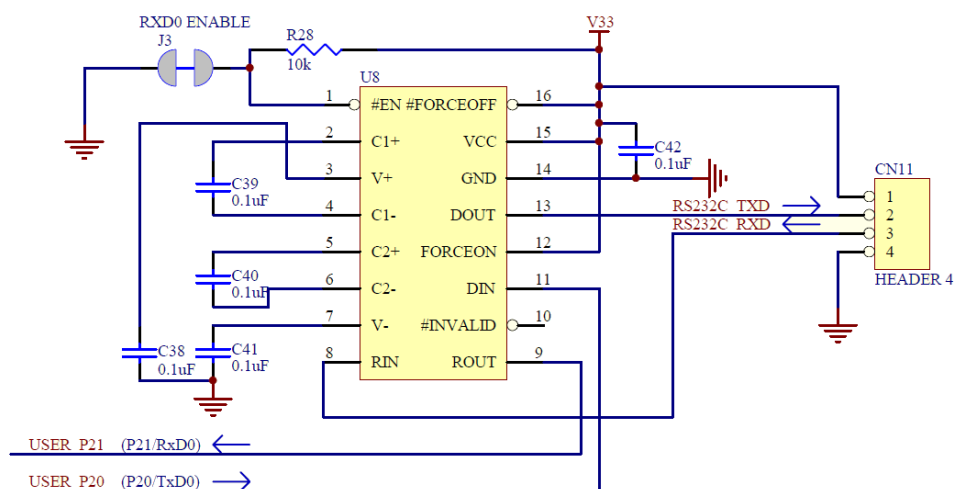 RXD0 ENABLE
J3
R28
10k
V33
U8
1 #EN #FORCEOFF 16
2 C1+ VCC 15
3 V+ GND 14
4 C1- DOUT 13
5 C2+ FORCEON 12
6 C2- DIN 11
7 V- #INVALID 10
8 RIN ROUT 9
C39
0.1uF
C40
0.1uF
C38
0.1uF
C41
0.1uF
C42
0.1uF
RS232C TXD
RS232C RXD
CN11
1
2
3
4
HEADER 4
USER P21 (P21/RxD0)
USER P20 (P20/TxD0)